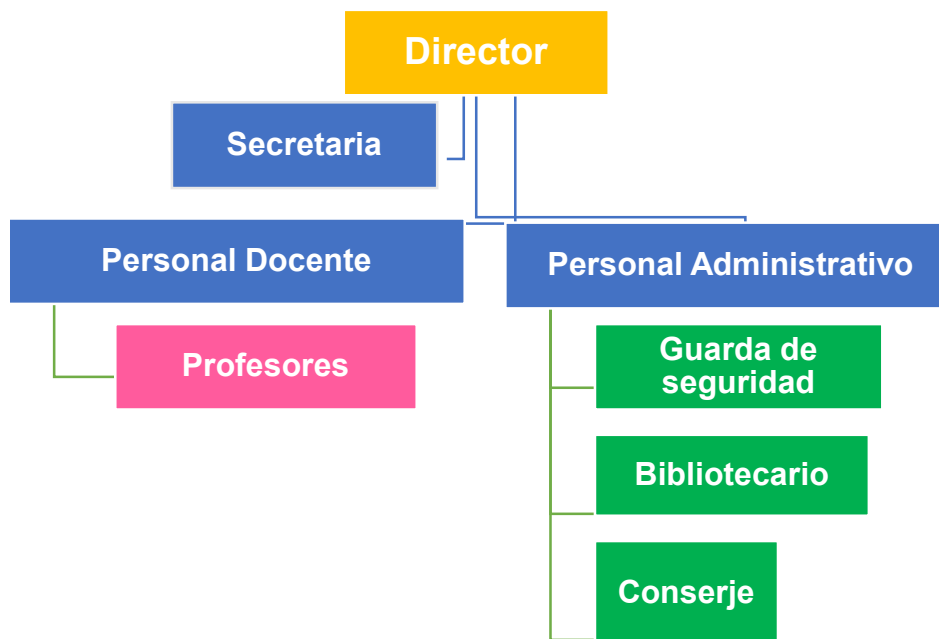 Director
Secretaria
Personal Docente
Personal Administrativo
Profesores
Guarda de
seguridad
Bibliotecario
Conserje